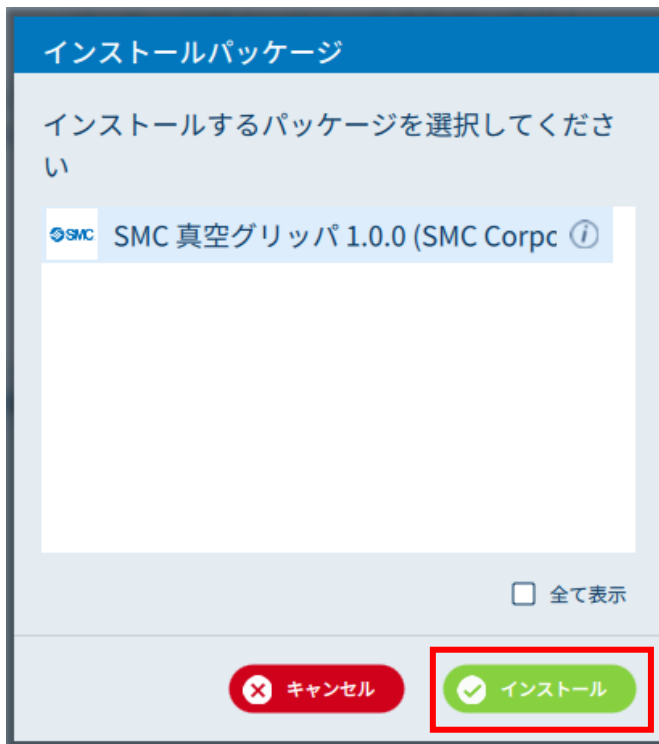 インストールパッケージ
インストールするパッケージを選択してくださ
い
SMC SMC 真空グリッパ 1.0.0 (SMC Corpc i
全て表示
キャンセル インストール